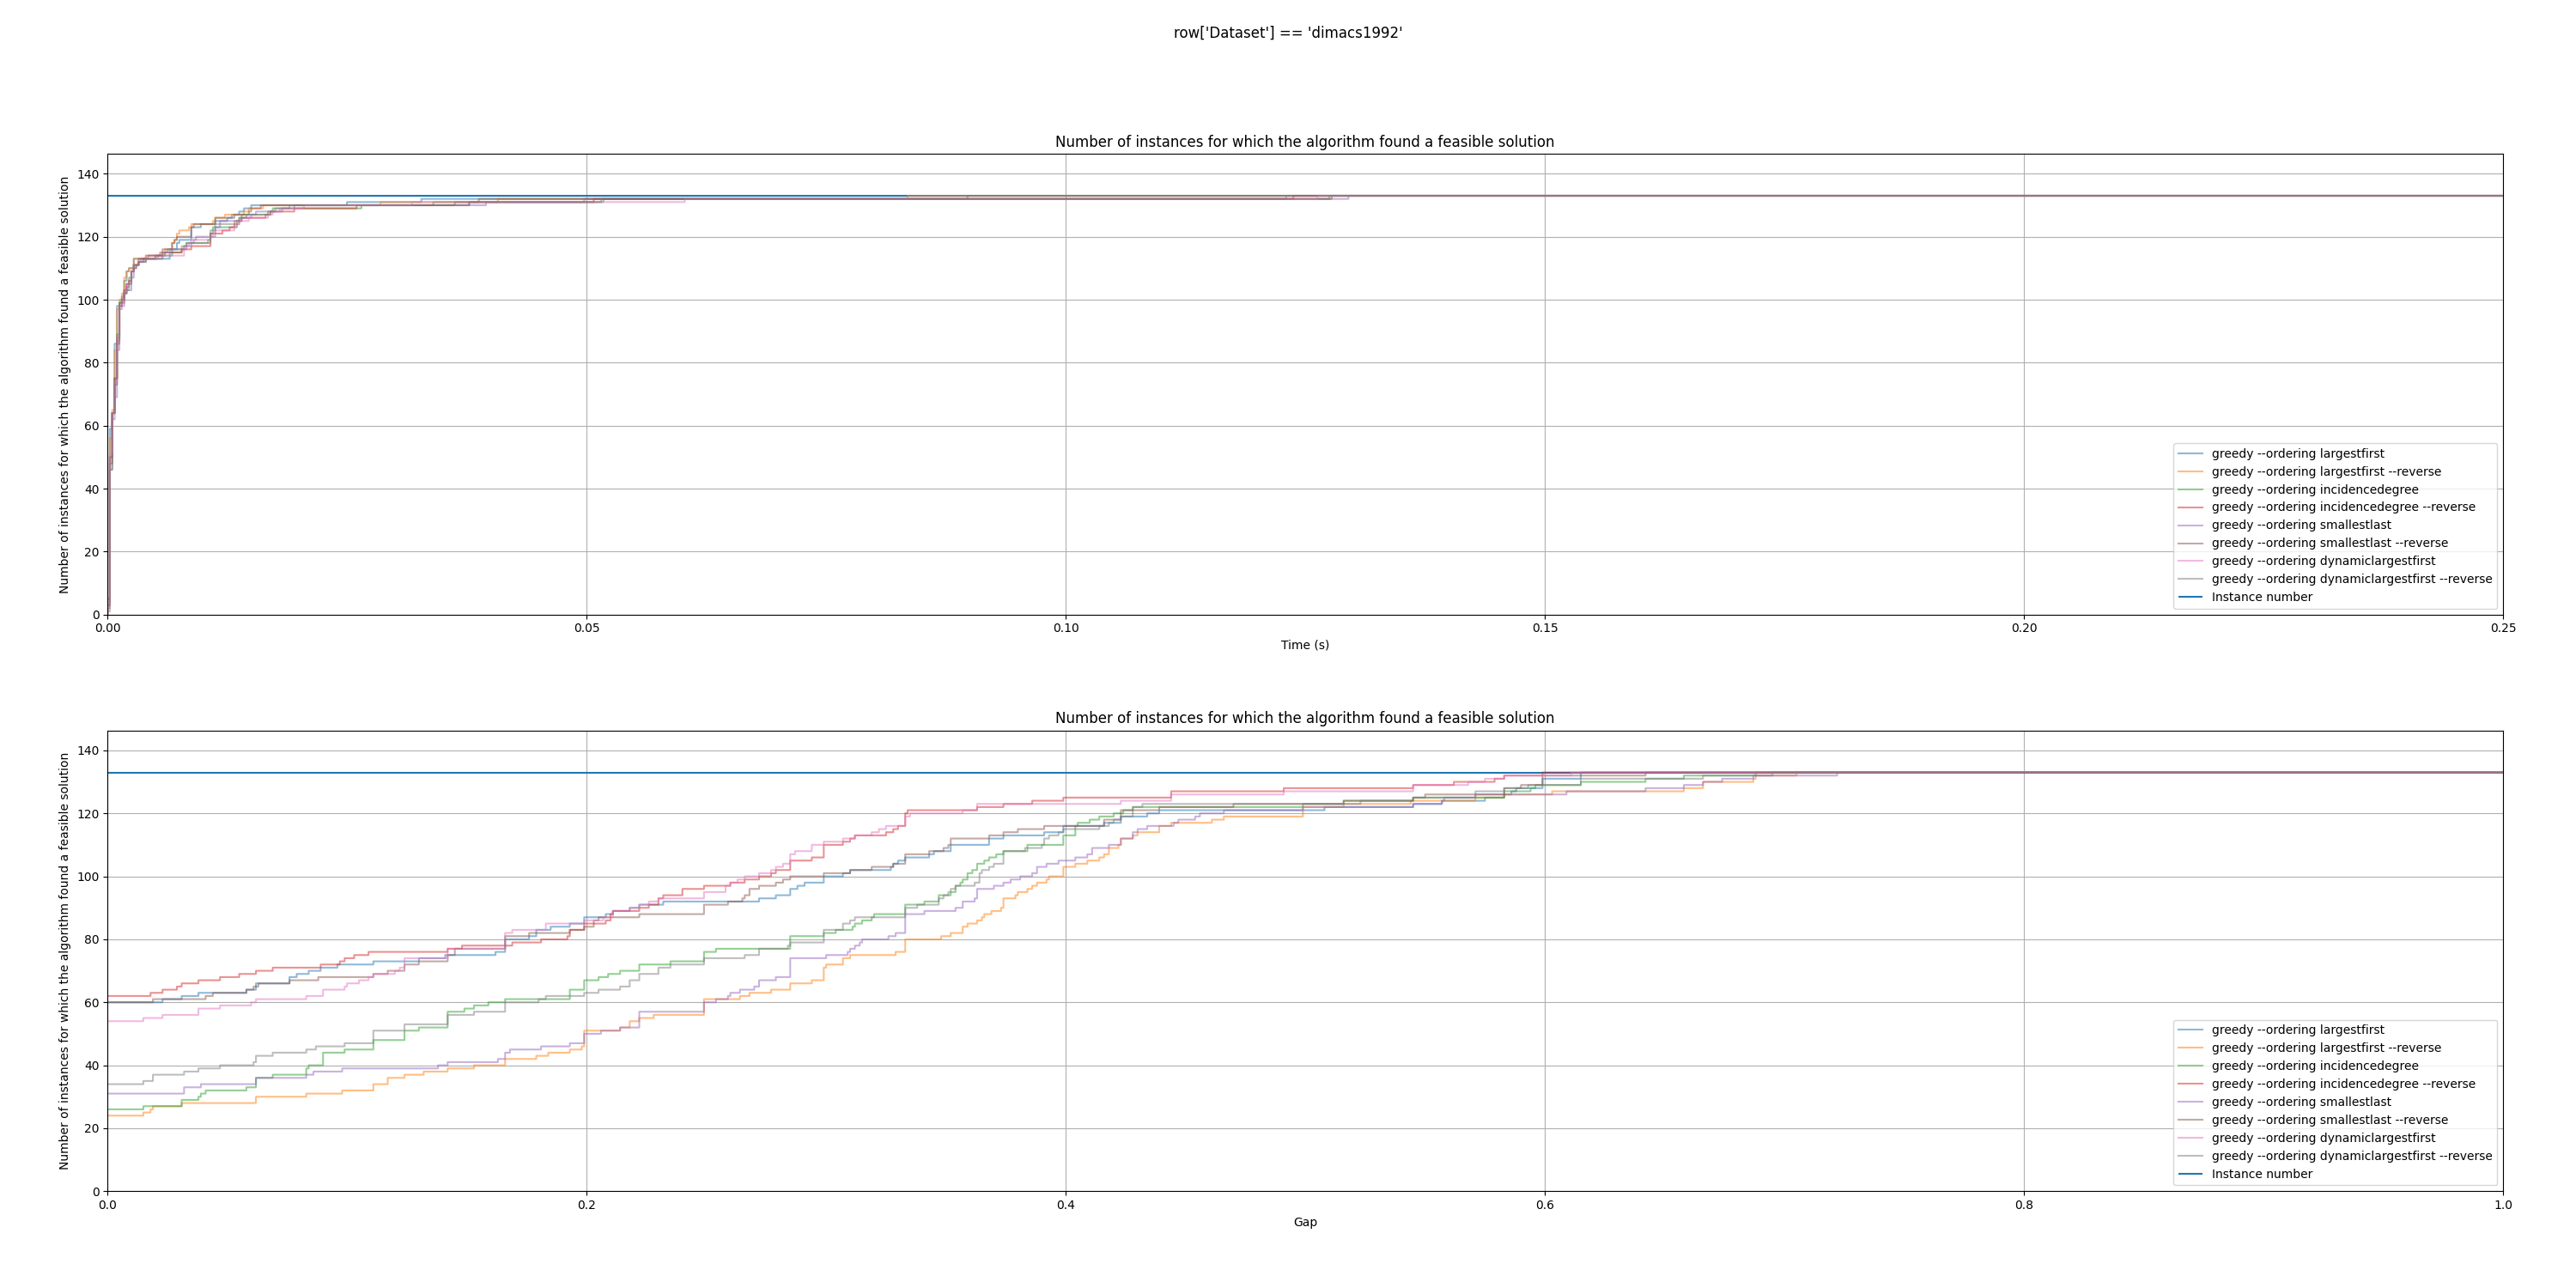 row['Dataset'] == 'dimacs1992'
Number of instances for which the algorithm found a feasible solution
Number of instances for which the algorithm found a feasible solution
140
120
100
80
60
40
20
0
greedy --ordering largestfirst
greedy --ordering largestfirst --reverse
greedy --ordering incidencedegree
greedy --ordering incidencedegree --reverse
greedy --ordering smallestlast
greedy --ordering smallestlast --reverse
greedy --ordering dynamiclargestfirst
greedy --ordering dynamiclargestfirst --reverse
Instance number
0.00 0.05 0.10 0.15 0.20 0.25
Time (s)
Number of instances for which the algorithm found a feasible solution
Number of instances for which the algorithm found a feasible solution
140
120
100
80
60
40
20
0
greedy --ordering largestfirst
greedy --ordering largestfirst --reverse
greedy --ordering incidencedegree
greedy --ordering incidencedegree --reverse
greedy --ordering smallestlast
greedy --ordering smallestlast --reverse
greedy --ordering dynamiclargestfirst
greedy --ordering dynamiclargestfirst --reverse
Instance number
0.0 0.2 0.4 0.6 0.8 1.0
Gap